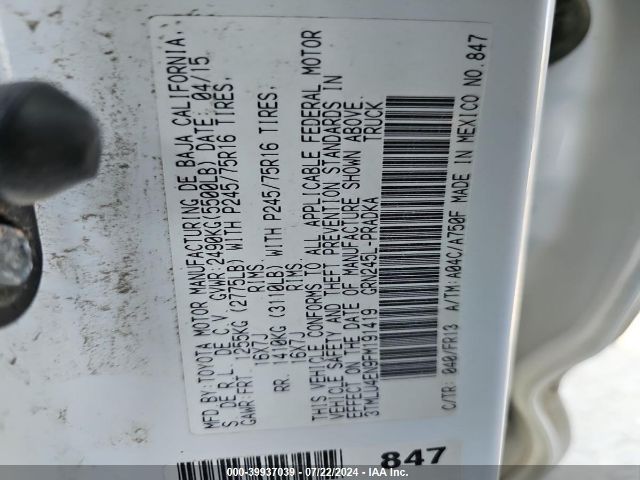 MFD.BY:TOYOTA MOTOR MANUFACTURING DE BAJA CALIFORNIA,
S. DE R.L. DE C.V. GVWR:2490KG(5500LB) DATE: 04/15
GAWR:FRT. 1255KG (2775LB) WITH P245/75R16 TIRES,
16X7J RIMS
RR. 1410KG (3110LB) WITH P245/75R16 TIRES,
16X7J RIMS
THIS VEHICLE CONFORMS TO ALL APPLICABLE FEDERAL MOTOR
VEHICLE SAFETY AND THEFT PREVENTION STANDARDS IN
EFFECT ON THE DATE OF MANUFACTURE SHOWN ABOVE.
3TMLU4EN9FM191419 GRN245L-PRADKA TRUCK
C/TR: 040/FR13 A/TM: A04C/A750F MADE IN MEXICO NO.847
847
000-39937039 - 07/22/2024 - IAA Inc.